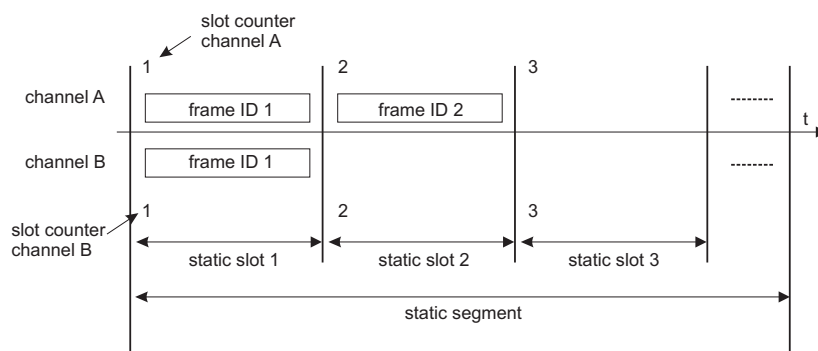 slot counter
channel A
1 2 3
channel A
frame ID 1 frame ID 2 --------
t
channel B
frame ID 1 --------
1 2 3
slot counter
channel B
static slot 1 static slot 2 static slot 3
static segment